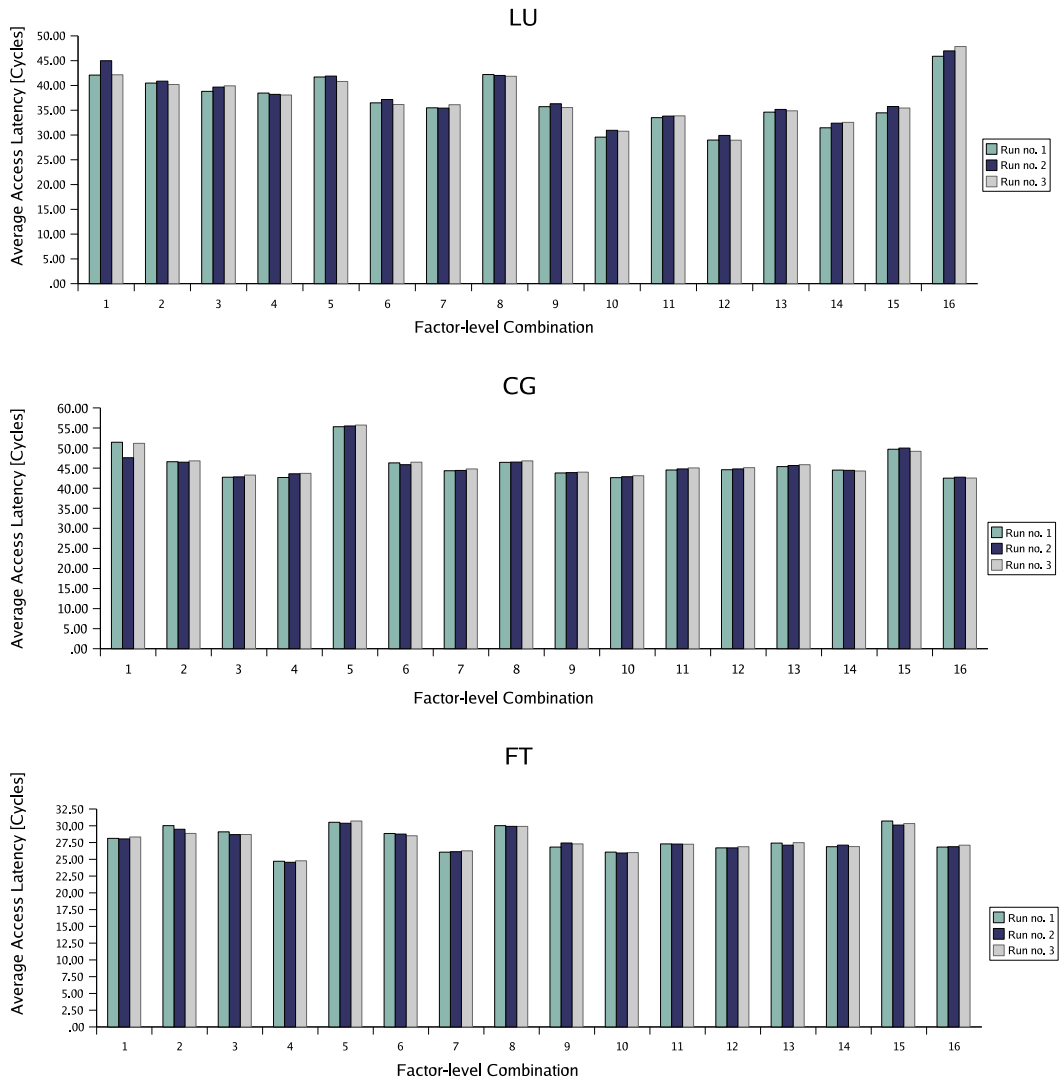 LU
Average Access Latency [Cycles]
50.00
45.00
40.00
35.00
30.00
25.00
20.00
15.00
10.00
5.00
.00
1 2 3 4 5 6 7 8 9 10 11 12 13 14 15 16
Factor-level Combination
Run no. 1
Run no. 2
Run no. 3
CG
Average Access Latency [Cycles]
60.00
55.00
50.00
45.00
40.00
35.00
30.00
25.00
20.00
15.00
10.00
5.00
.00
1 2 3 4 5 6 7 8 9 10 11 12 13 14 15 16
Factor-level Combination
Run no. 1
Run no. 2
Run no. 3
FT
Average Access Latency [Cycles]
32.50
30.00
27.50
25.00
22.50
20.00
17.50
15.00
12.50
10.00
7.50
5.00
2.50
.00
1 2 3 4 5 6 7 8 9 10 11 12 13 14 15 16
Factor-level Combination
Run no. 1
Run no. 2
Run no. 3